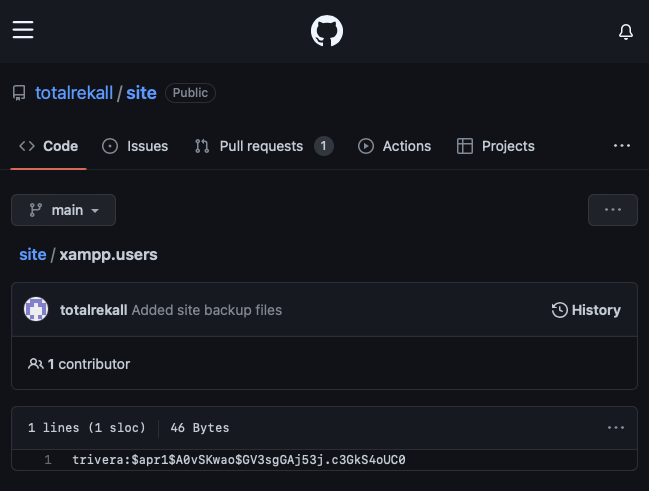 totalrekall / site Public
Code Issues Pull requests 1 Actions Projects ...
main ...
site / xampp.users
totalrekall Added site backup files History
1 contributor
1 lines (1 sloc) 46 Bytes ...
1 trivera:$apr1$A0vSKwao$GV3sgGAj53j.c3GkS4oUC0